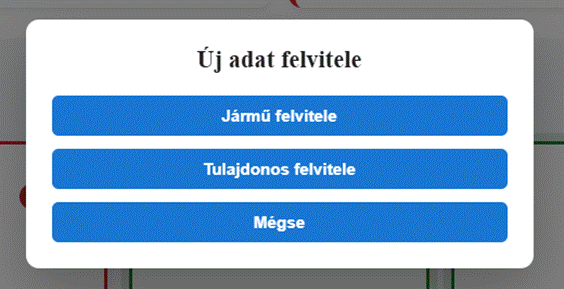 Új adat felvitele
Jármű felvitele
Tulajdonos felvitele
Mégse